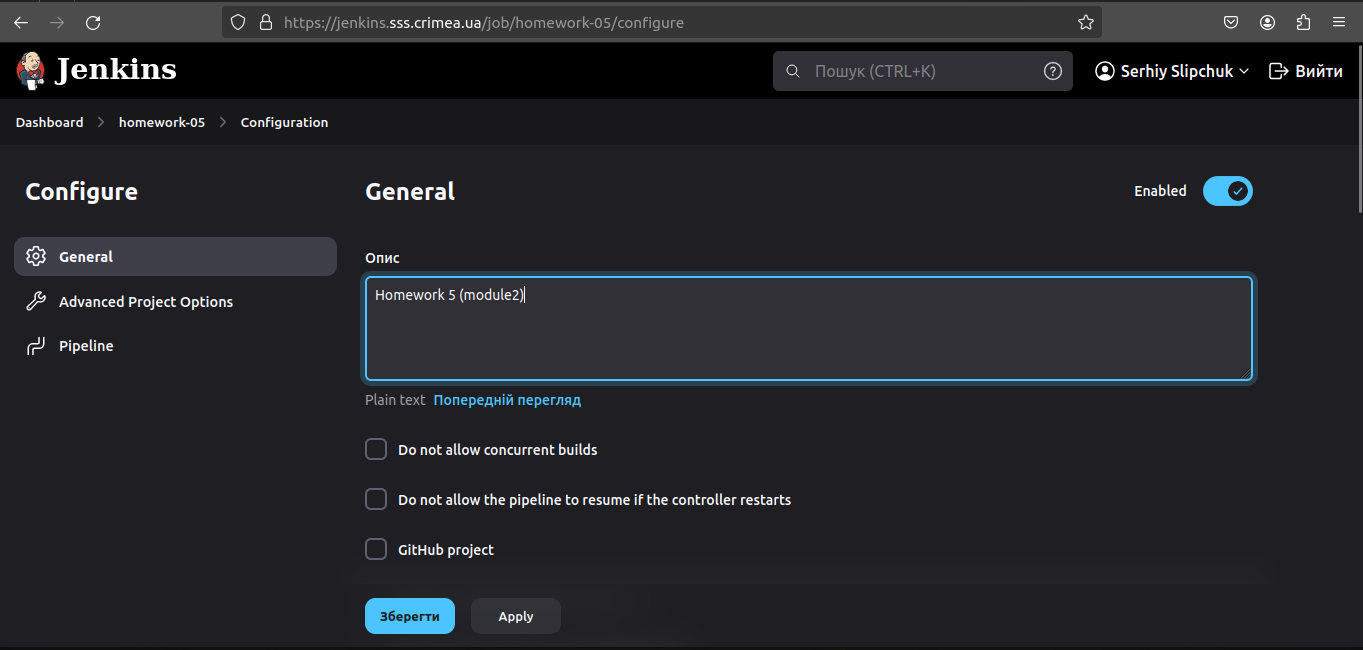 https://jenkins.sss.crimea.ua/job/homework-05/configure
Jenkins
Пошук (CTRL+K)
Serhiy Slipchuk
Вийти
Dashboard
homework-05
Configuration
Configure
General
Advanced Project Options
Pipeline
General
Enabled
Опис
Homework 5 (module2)
Plain text Попередній перегляд
Do not allow concurrent builds
Do not allow the pipeline to resume if the controller restarts
GitHub project
Зберегти
Apply